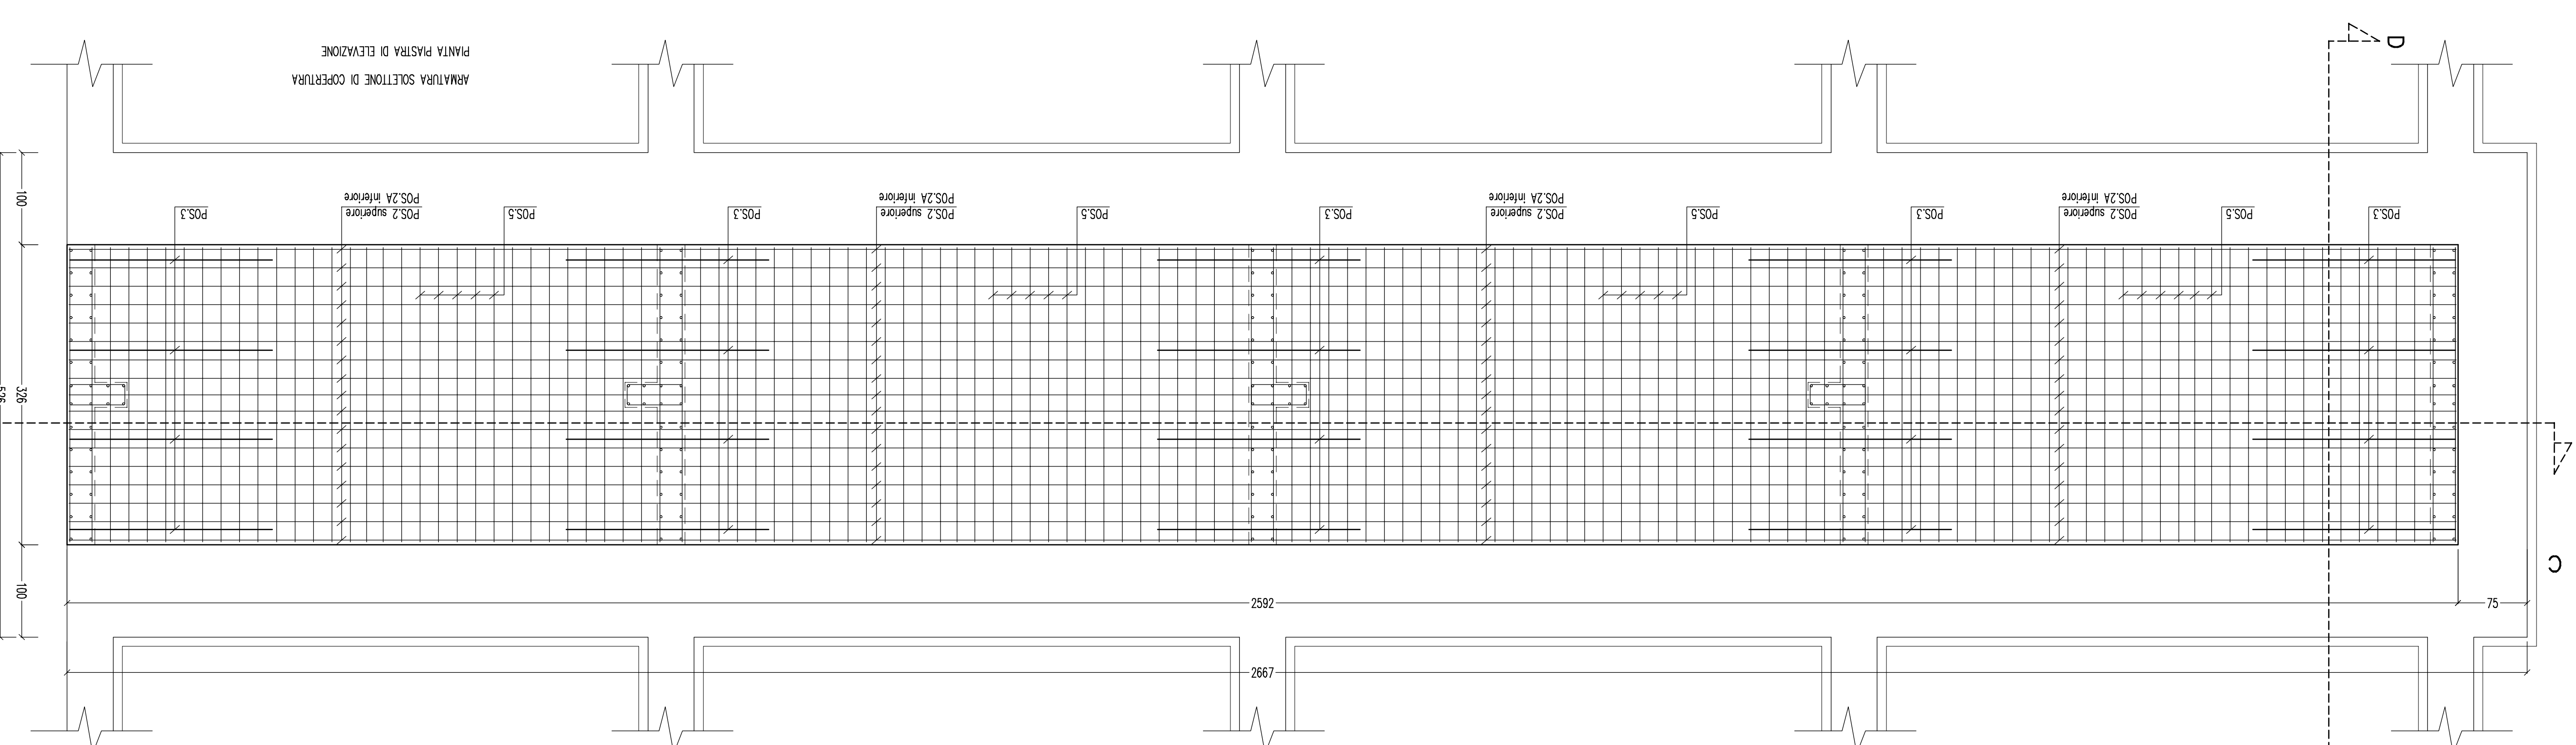 ARMATURA SOLETTONE DI COPERTURA
PIANTA PIASTRA DI ELEVAZIONE
D
100
POS.3
POS.2 superiore
POS.2A inferiore
POS.5
POS.3
POS.2 superiore
POS.2A inferiore
POS.5
POS.3
POS.2 superiore
POS.2A inferiore
POS.5
POS.3
POS.2 superiore
POS.2A inferiore
POS.5
POS.3
326
526
C
100
2592
75
2667